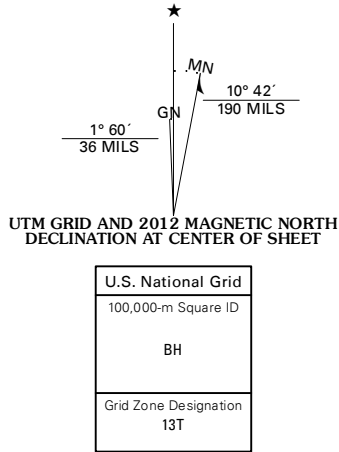 ★
MN
GN
10° 42´
190 MILS
1° 60´
36 MILS
UTM GRID AND 2012 MAGNETIC NORTH
DECLINATION AT CENTER OF SHEET
U.S. National Grid
100,000-m Square ID
BH
Grid Zone Designation
13T